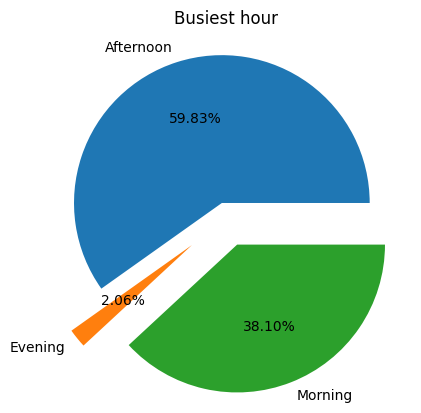 Busiest hour
Afternoon
59.83%
2.06%
Evening
38.10%
Morning